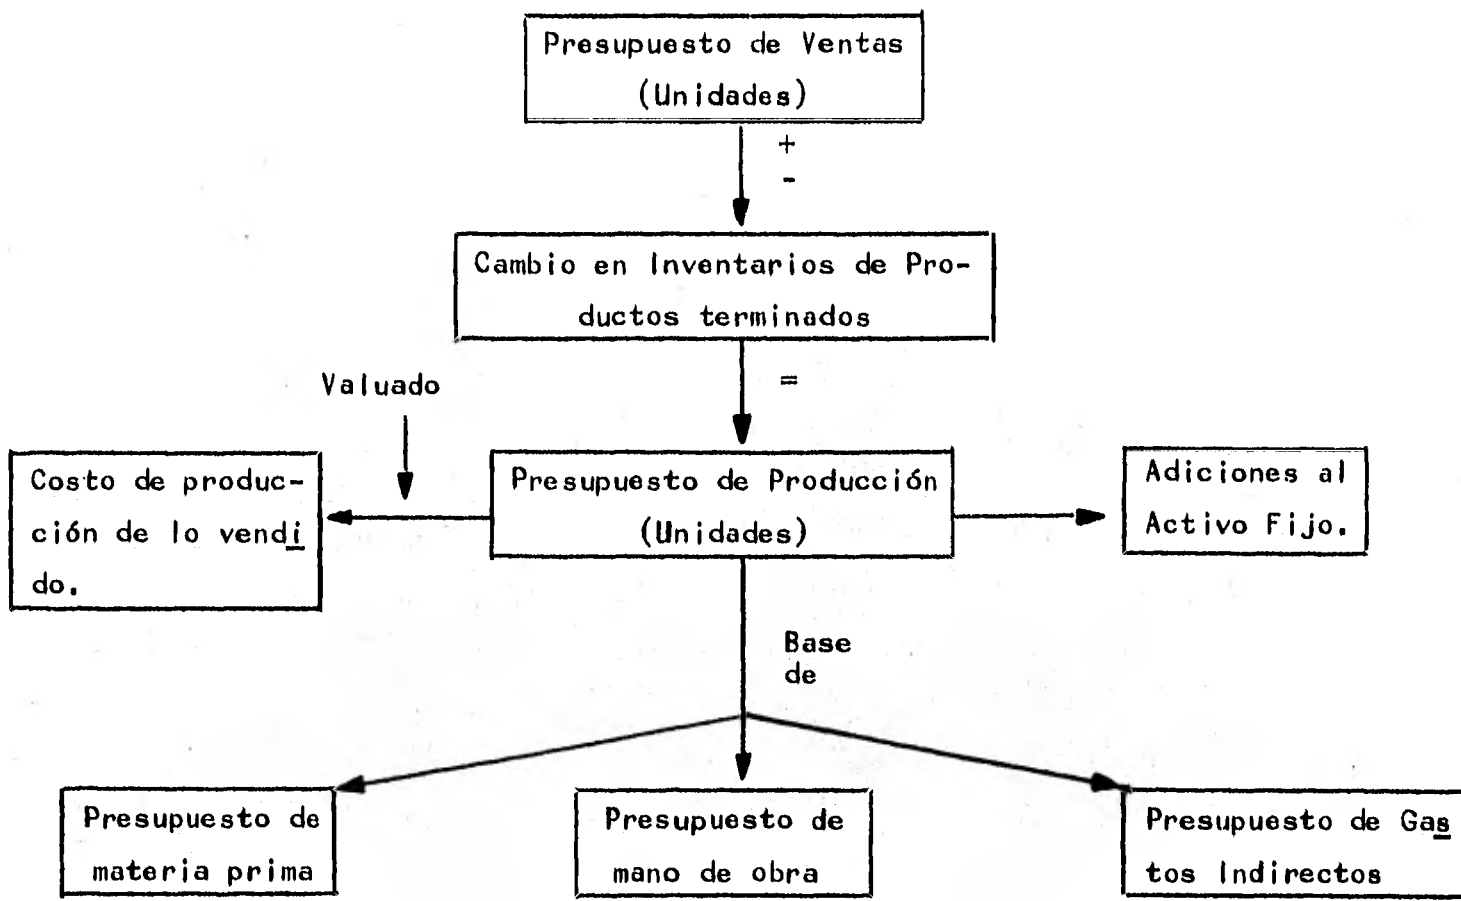 Presupuesto de Ventas
(Unidades)
+
-
Cambio en Inventarios de Pro-
ductos terminados
=
Valuado
Costo de produc-
ción de lo vendi
do.
Presupuesto de Producción
(Unidades)
Adiciones al
Activo Fijo.
Base
de
Presupuesto de
materia prima
Presupuesto de
mano de obra
Presupuesto de Gas
tos Indirectos